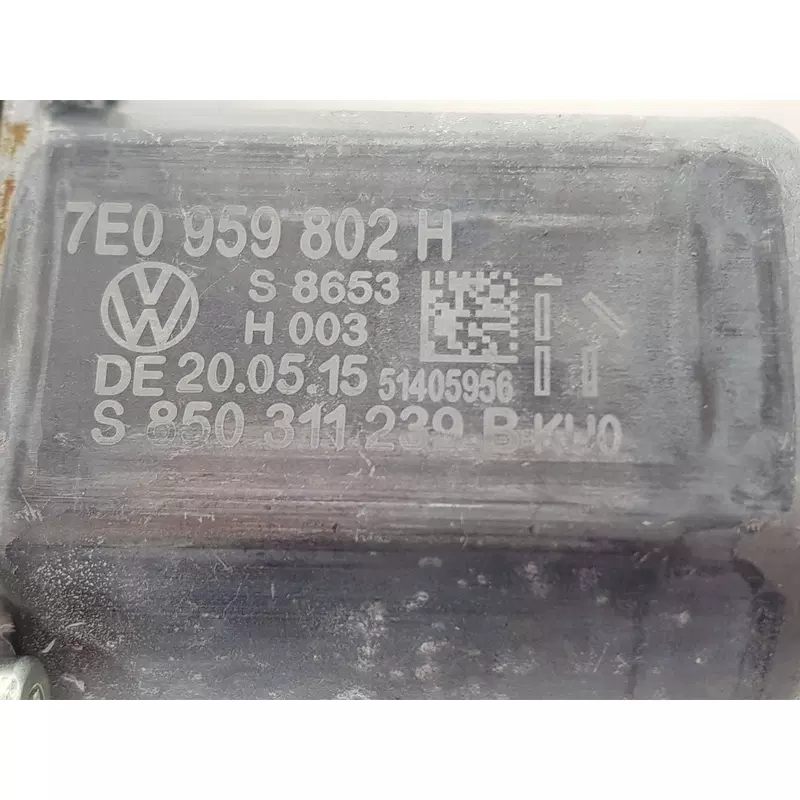 7E0 959 802 H
S 8653
H 003
DE 20.05.15 51405956
S 850 311 239 B KU0